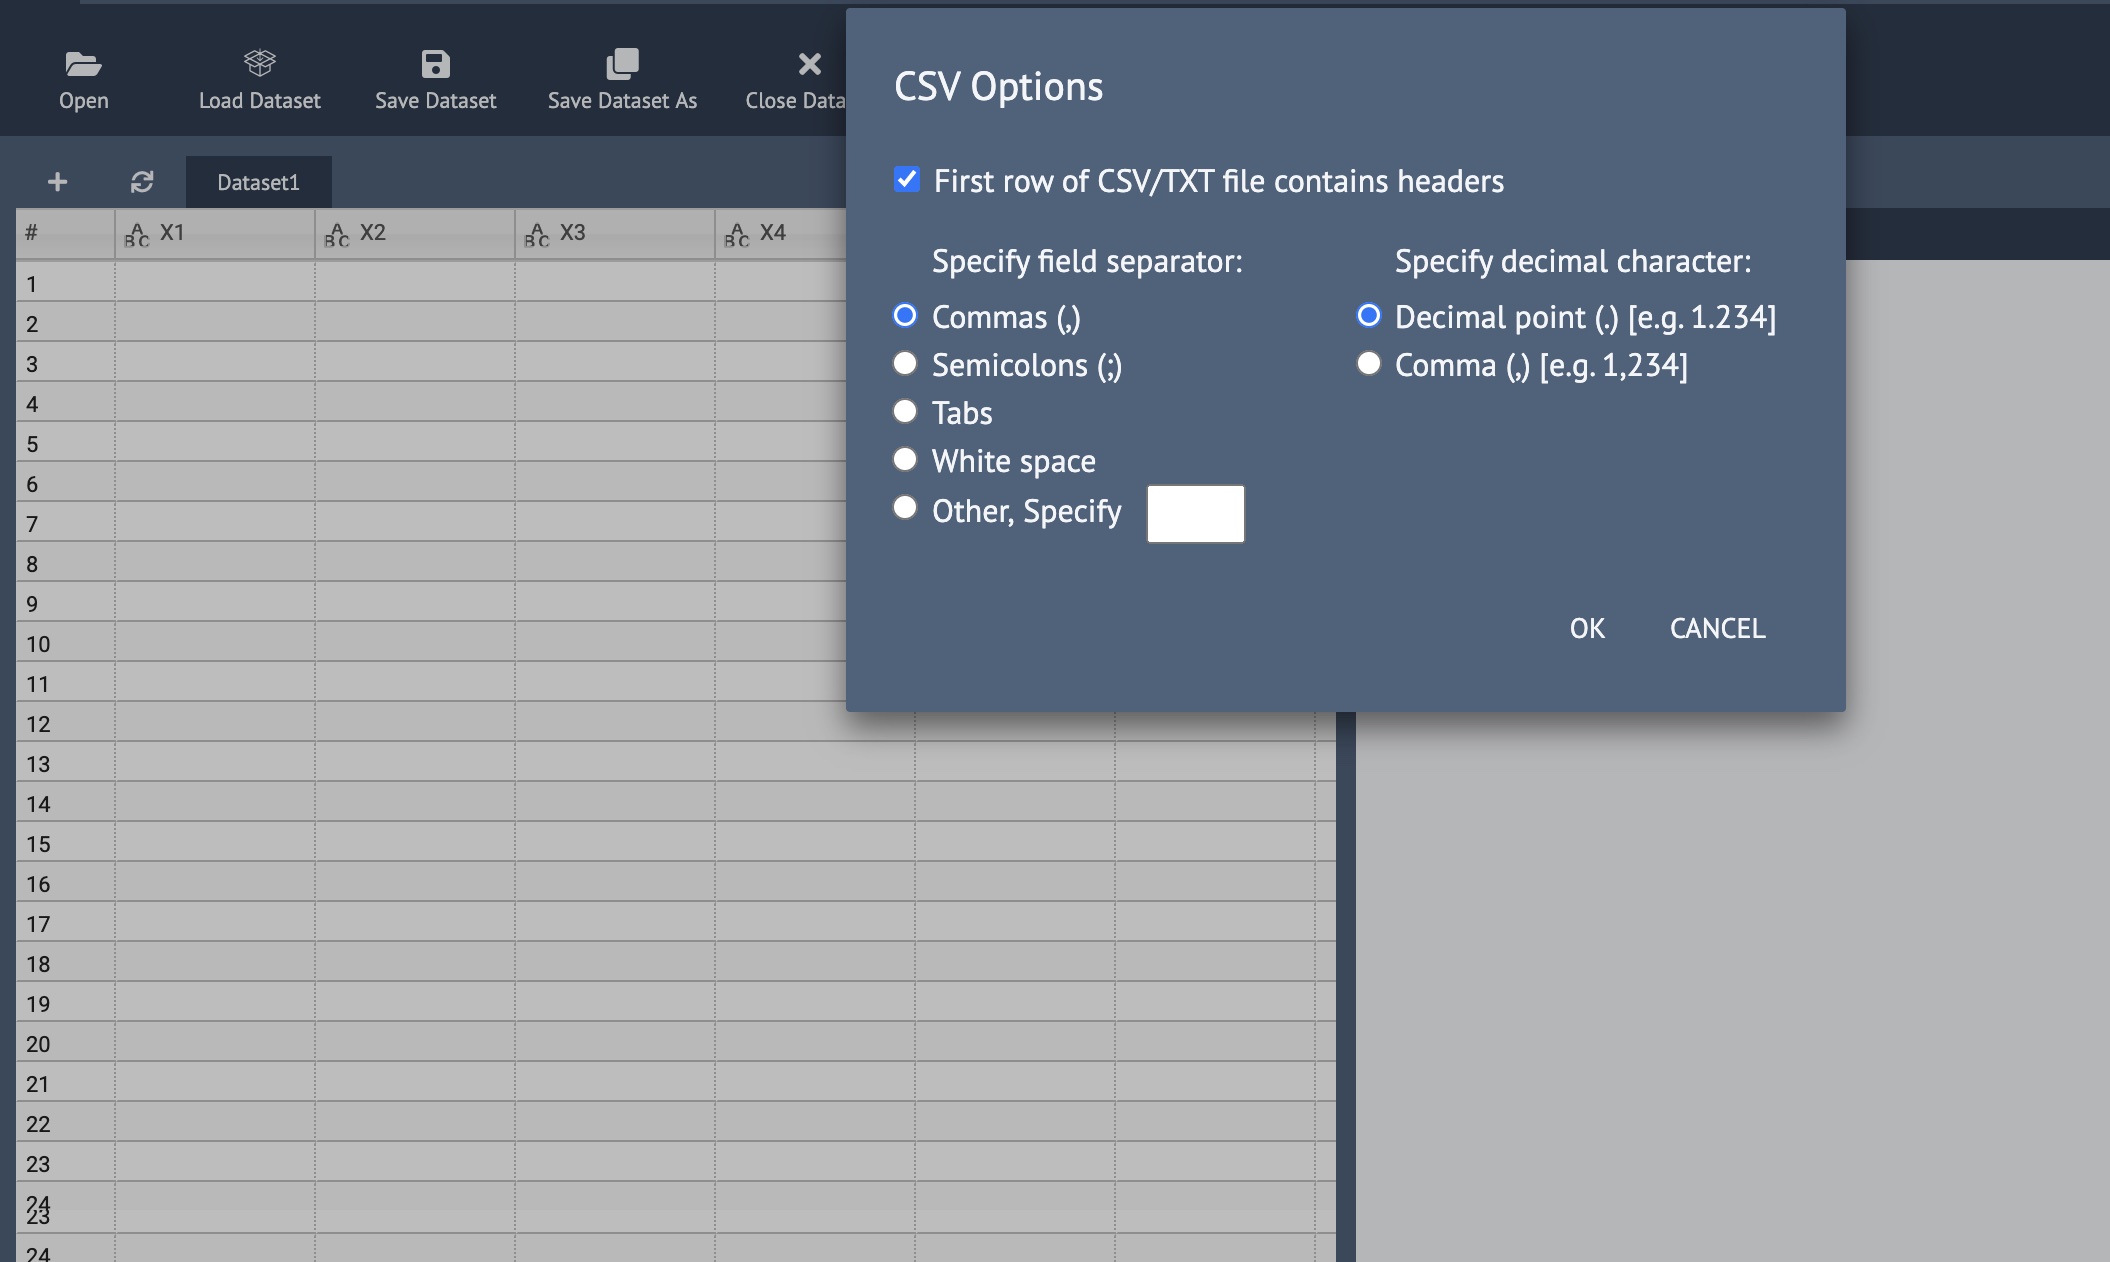 Open
Load Dataset
Save Dataset
Save Dataset As
Close Data
Dataset1
# X1 X2 X3 X4
1
2
3
4
5
6
7
8
9
10
11
12
13
14
15
16
17
18
19
20
21
22
23
24
23
24
CSV Options
First row of CSV/TXT file contains headers
Specify field separator:
Commas (,)
Semicolons (;)
Tabs
White space
Other, Specify
Specify decimal character:
Decimal point (.) [e.g. 1.234]
Comma (,) [e.g. 1,234]
OK
CANCEL